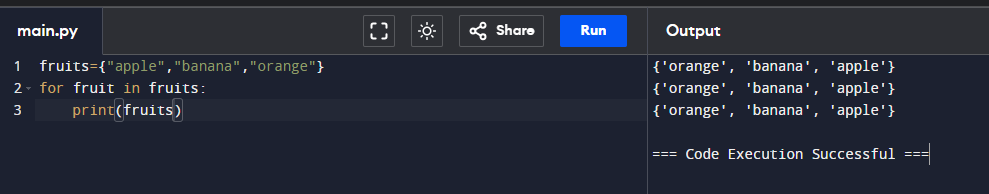 main.py Share Run Output
1 fruits={"apple","banana","orange"}
2 for fruit in fruits:
3     print(fruits)
{'orange', 'banana', 'apple'}
{'orange', 'banana', 'apple'}
{'orange', 'banana', 'apple'}
=== Code Execution Successful ===